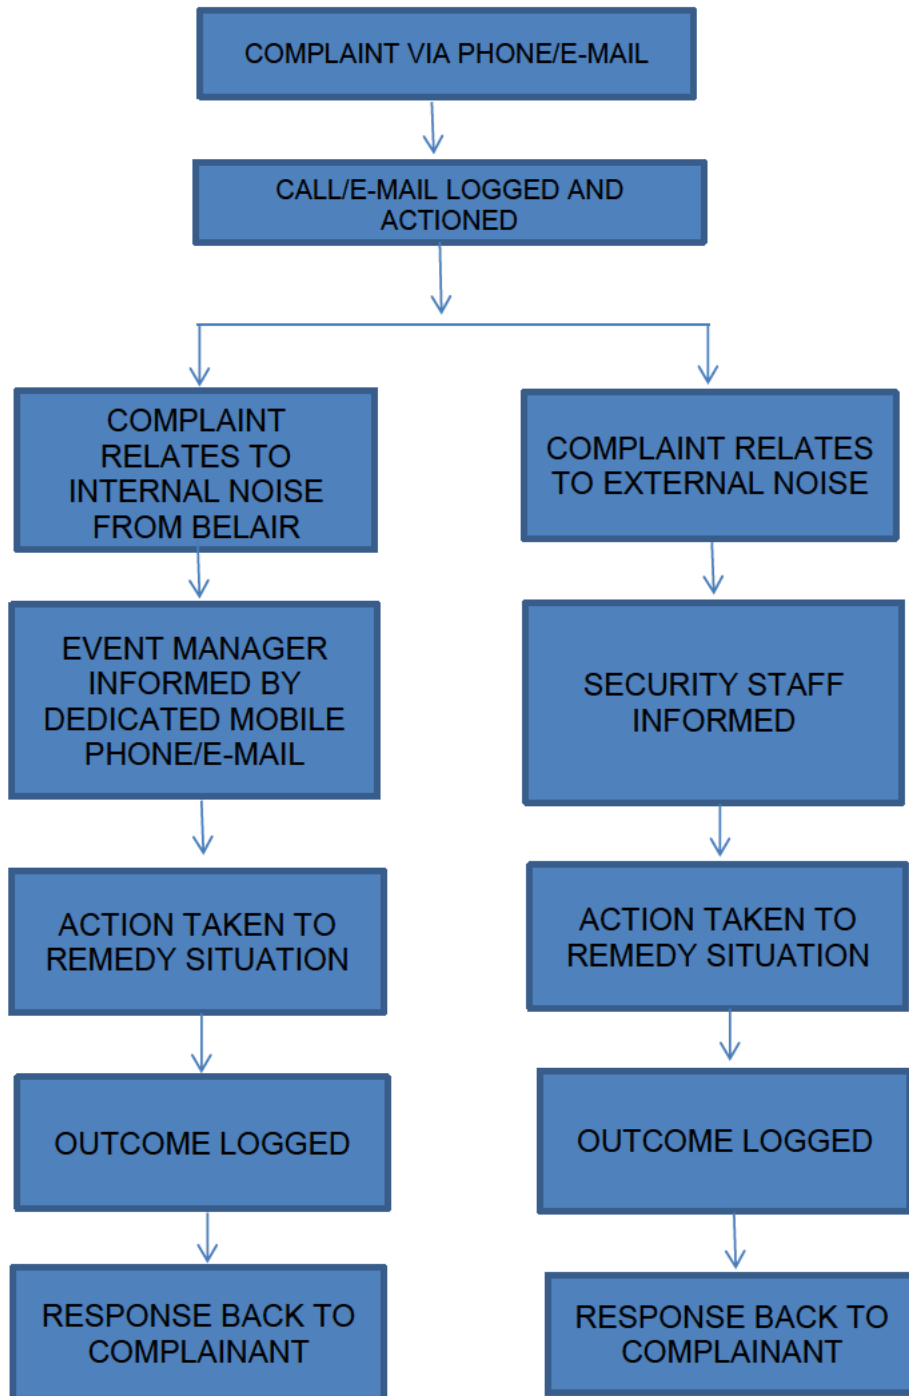 COMPLAINT VIA PHONE/E-MAIL
CALL/E-MAIL LOGGED AND
ACTIONED
COMPLAINT
RELATES TO
INTERNAL NOISE
FROM BELAIR
COMPLAINT RELATES
TO EXTERNAL NOISE
EVENT MANAGER
INFORMED BY
DEDICATED MOBILE
PHONE/E-MAIL
SECURITY STAFF
INFORMED
ACTION TAKEN TO
REMEDY SITUATION
ACTION TAKEN TO
REMEDY SITUATION
OUTCOME LOGGED
OUTCOME LOGGED
RESPONSE BACK TO
COMPLAINANT
RESPONSE BACK TO
COMPLAINANT